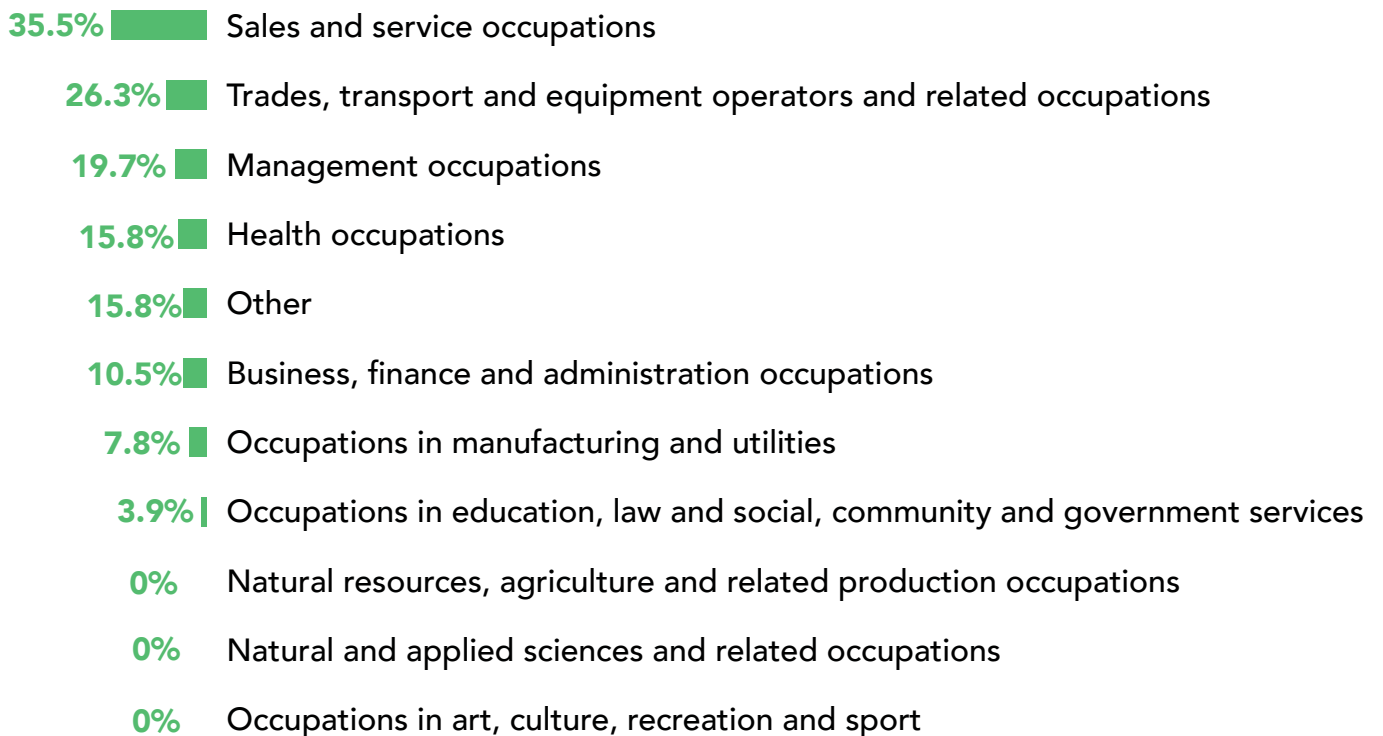 35.5% Sales and service occupations
26.3% Trades, transport and equipment operators and related occupations
19.7% Management occupations
15.8% Health occupations
15.8% Other
10.5% Business, finance and administration occupations
7.8% Occupations in manufacturing and utilities
3.9% Occupations in education, law and social, community and government services
0% Natural resources, agriculture and related production occupations
0% Natural and applied sciences and related occupations
0% Occupations in art, culture, recreation and sport